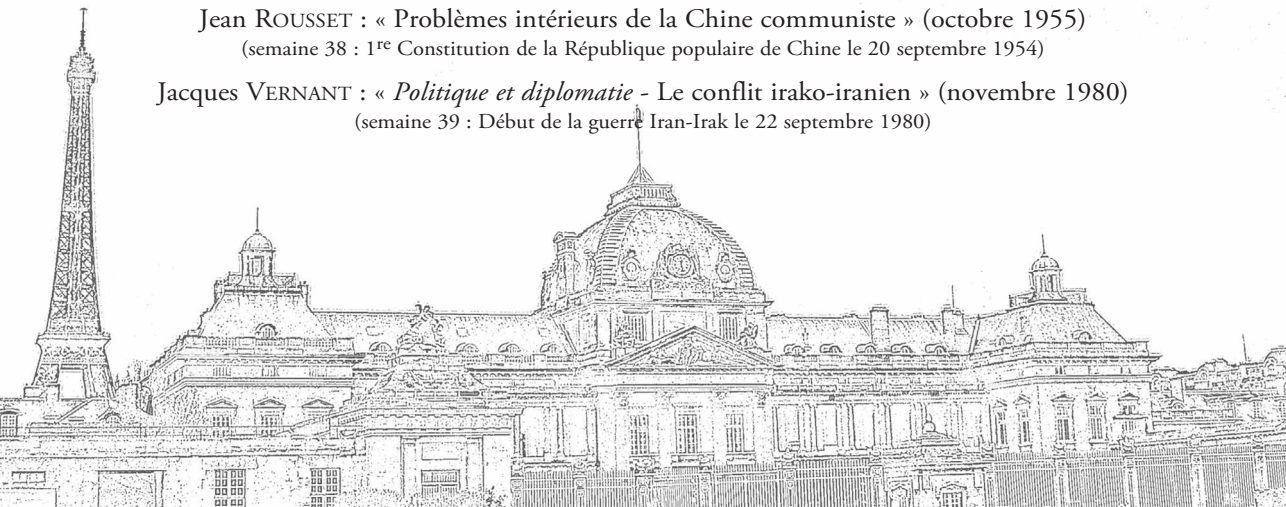 Jean ROUSSET : « Problèmes intérieurs de la Chine communiste » (octobre 1955)
(semaine 38 : 1re Constitution de la République populaire de Chine le 20 septembre 1954)
Jacques VERNANT : « Politique et diplomatie - Le conflit irako-iranien » (novembre 1980)
(semaine 39 : Début de la guerre Iran-Irak le 22 septembre 1980)